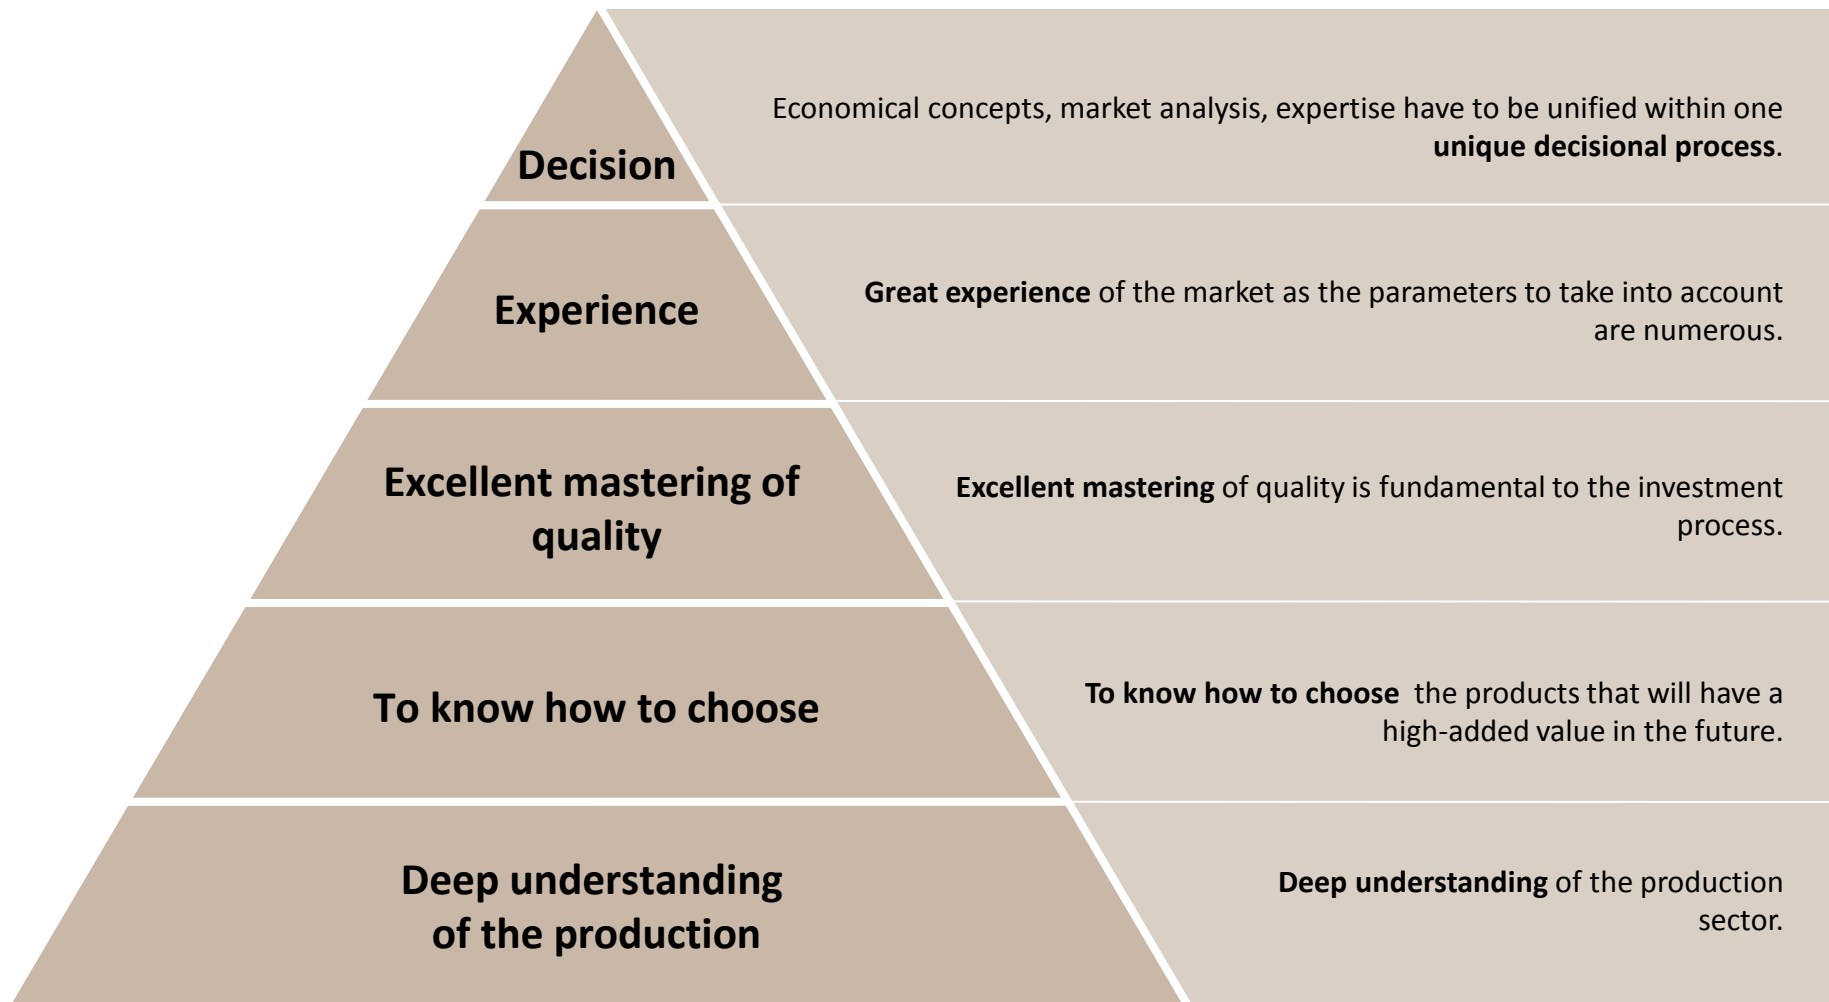 Decision
Economical concepts, market analysis, expertise have to be unified within one
unique decisional process.
Experience
Great experience of the market as the parameters to take into account
are numerous.
Excellent mastering of
quality
Excellent mastering of quality is fundamental to the investment
process.
To know how to choose
To know how to choose  the products that will have a
high-added value in the future.
Deep understanding
of the production
Deep understanding of the production
sector.